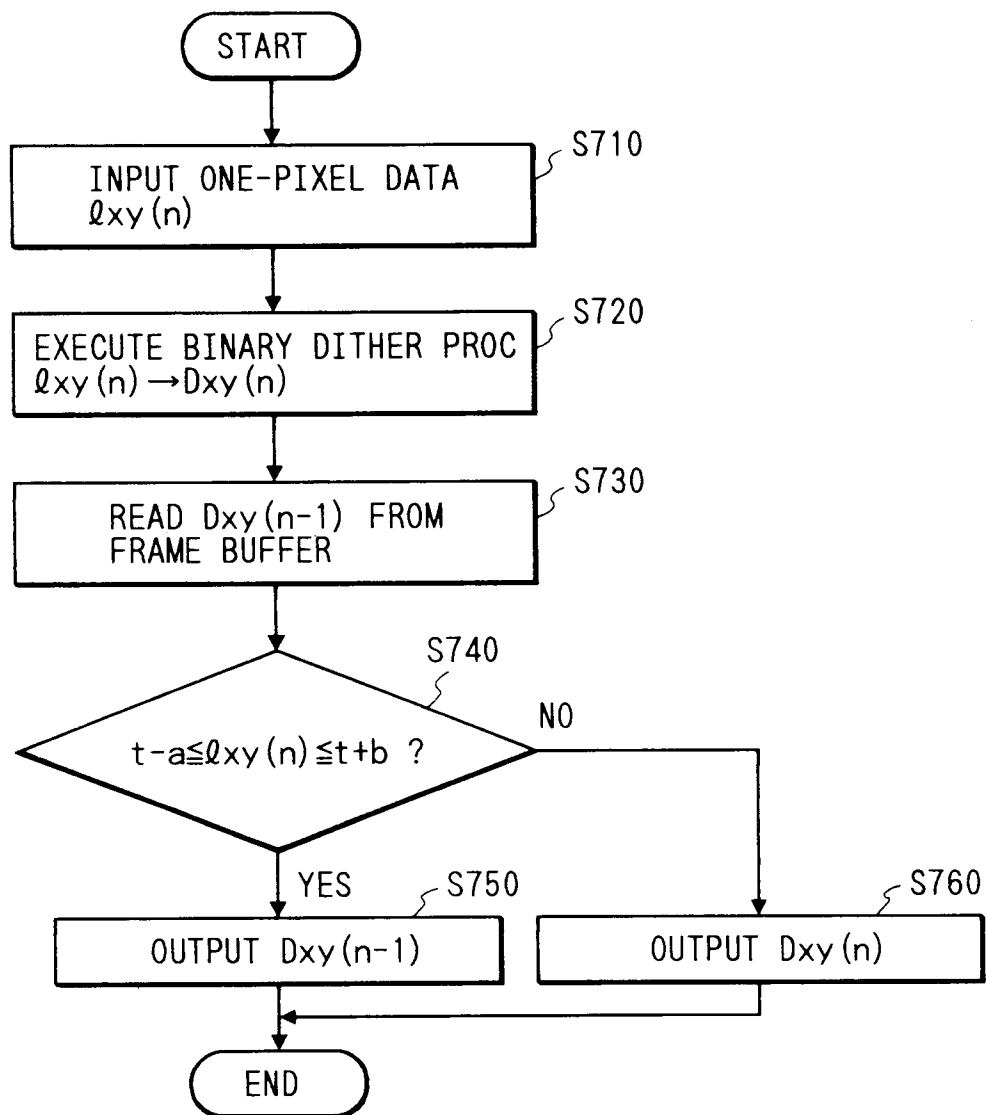 START
S710
INPUT ONE-PIXEL DATA
ℓxy(n)
S720
EXECUTE BINARY DITHER PROC
ℓxy(n)→Dxy(n)
S730
READ Dxy(n-1) FROM
FRAME BUFFER
S740
t-a≦ℓxy(n)≦t+b ?
NO
YES
S750
OUTPUT Dxy(n-1)
S760
OUTPUT Dxy(n)
END